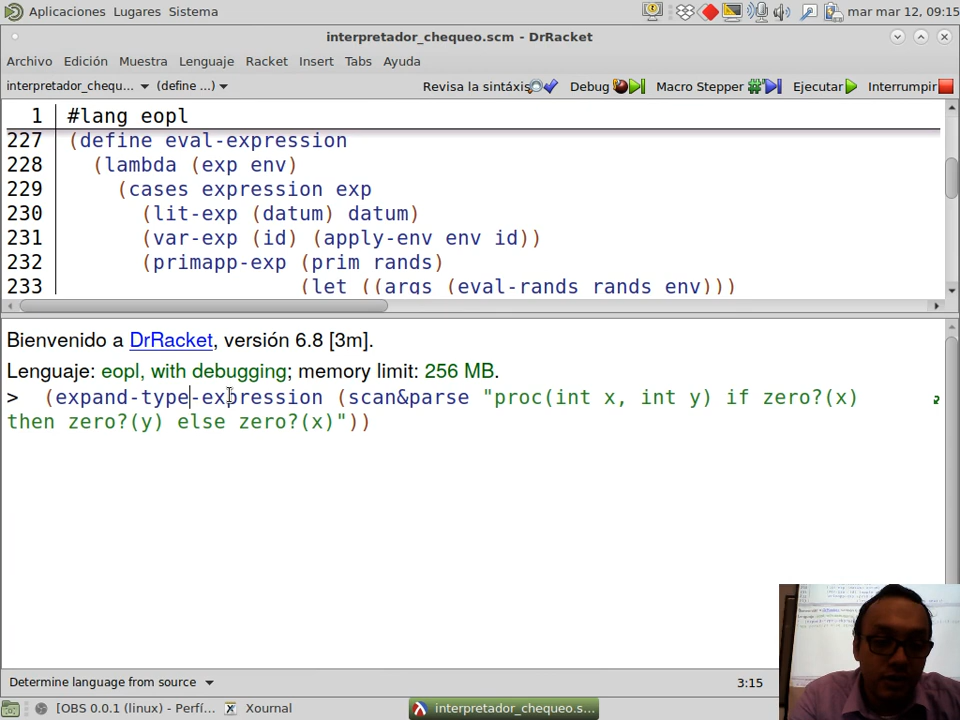 Aplicaciones Lugares Sistema mar mar 12, 09:15
interpretador_chequeo.scm - DrRacket
Archivo Edición Muestra Lenguaje Racket Insert Tabs Ayuda
interpretador_chequ... (define ...) Revisa la sintáxis Debug Macro Stepper Ejecutar Interrumpir
1 #lang eopl
227 (define eval-expression
228 (lambda (exp env)
229 (cases expression exp
230 (lit-exp (datum) datum)
231 (var-exp (id) (apply-env env id))
232 (primapp-exp (prim rands)
233 (let ((args (eval-rands rands env)))
Bienvenido a DrRacket, versión 6.8 [3m].
Lenguaje: eopl, with debugging; memory limit: 256 MB.
> (expand-type-expression (scan&parse "proc(int x, int y) if zero?(x)
then zero?(y) else zero?(x)"))
Determine language from source 3:15
[OBS 0.0.1 (linux) - Perfí... Xournal interpretador_chequeo.s...